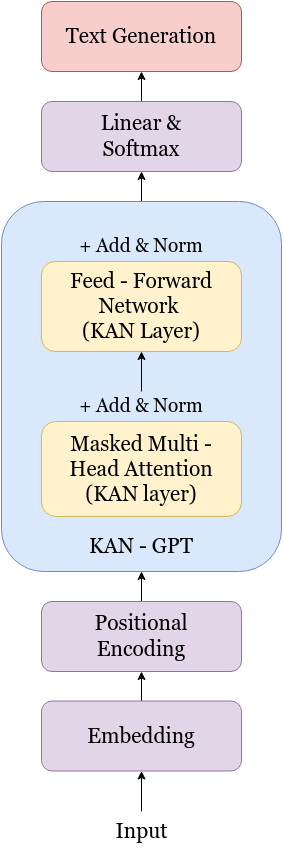 Text Generation
Linear &
Softmax
+ Add & Norm
Feed - Forward
Network
(KAN Layer)
+ Add & Norm
Masked Multi -
Head Attention
(KAN layer)
KAN - GPT
Positional
Encoding
Embedding
Input